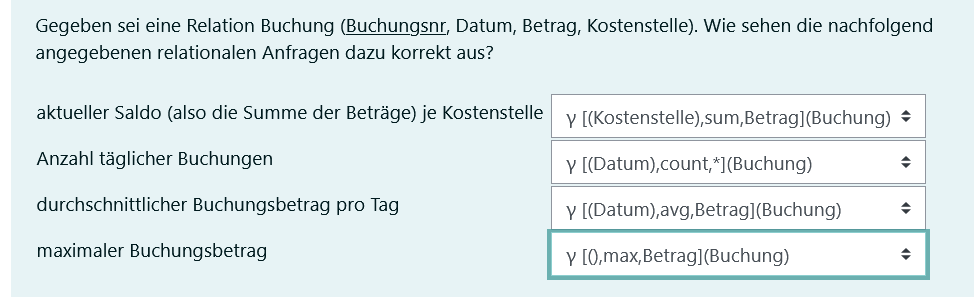 Gegeben sei eine Relation Buchung (Buchungsnr, Datum, Betrag, Kostenstelle). Wie sehen die nachfolgend
angegebenen relationalen Anfragen dazu korrekt aus?
aktueller Saldo (also die Summe der Beträge) je Kostenstelle γ [(Kostenstelle),sum,Betrag](Buchung)
Anzahl täglicher Buchungen γ [(Datum),count,*](Buchung)
durchschnittlicher Buchungsbetrag pro Tag γ [(Datum),avg,Betrag](Buchung)
maximaler Buchungsbetrag γ [(),max,Betrag](Buchung)